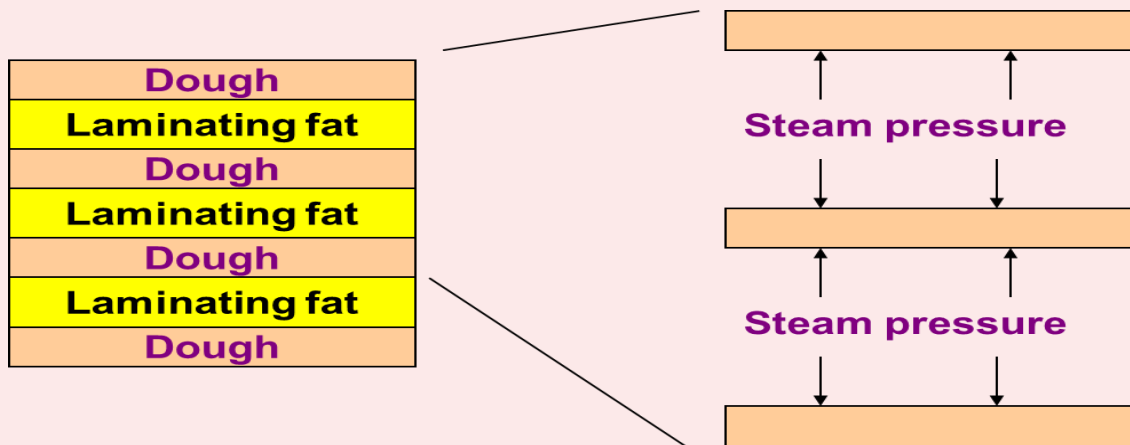 Dough
Laminating fat
Dough
Laminating fat
Dough
Laminating fat
Dough
Steam pressure
Steam pressure